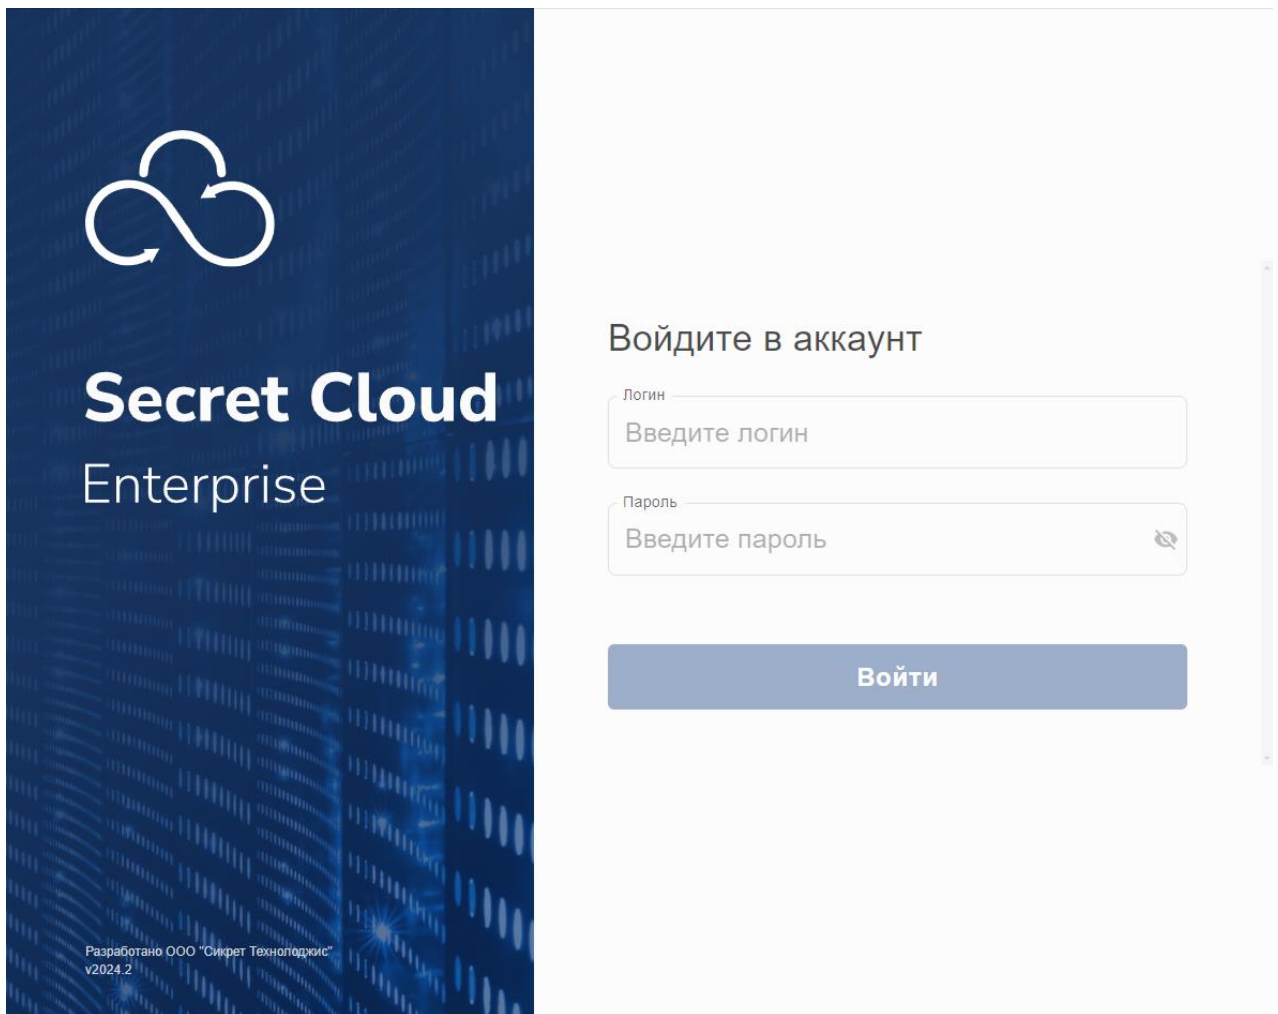 Secret Cloud
Enterprise
Разработано ООО "Сикрет Технолоджис"
v2024.2
Войдите в аккаунт
Логин
Введите логин
Пароль
Введите пароль
Войти